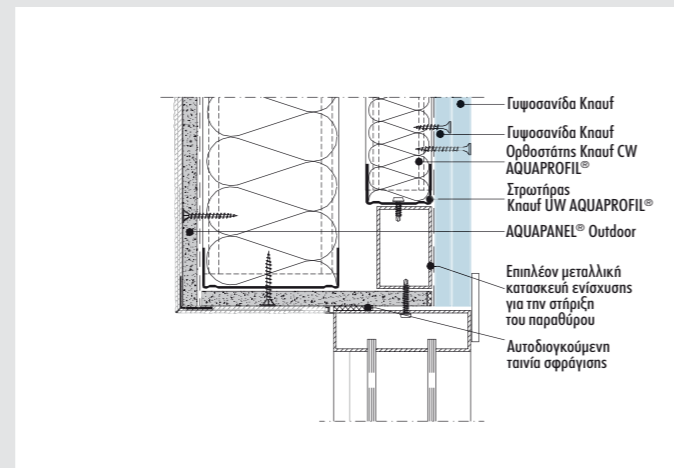 Γυψοσανίδα Knauf
Γυψοσανίδα Knauf
Ορθοστάτης Knauf CW
AQUAPROFIL®
Στρωτήρας
Knauf UW AQUAPROFIL®
AQUAPANEL® Outdoor
Επιπλέον μεταλλική
κατασκευή ενίσχυσης
για την στήριξη
του παραθύρου
Αυτοδιογκούμενη
ταινία σφράγισης